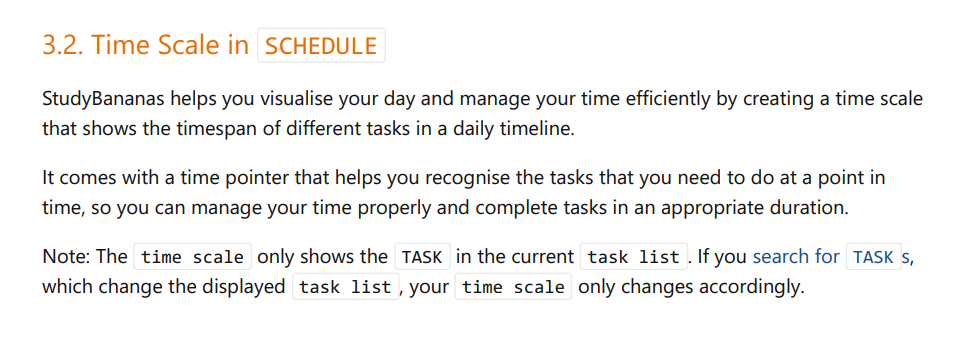 3.2. Time Scale in SCHEDULE
StudyBananas helps you visualise your day and manage your time efficiently by creating a time scale
that shows the timespan of different tasks in a daily timeline.
It comes with a time pointer that helps you recognise the tasks that you need to do at a point in
time, so you can manage your time properly and complete tasks in an appropriate duration.
Note: The time scale only shows the TASK in the current task list . If you search for TASK s,
which change the displayed task list , your time scale only changes accordingly.